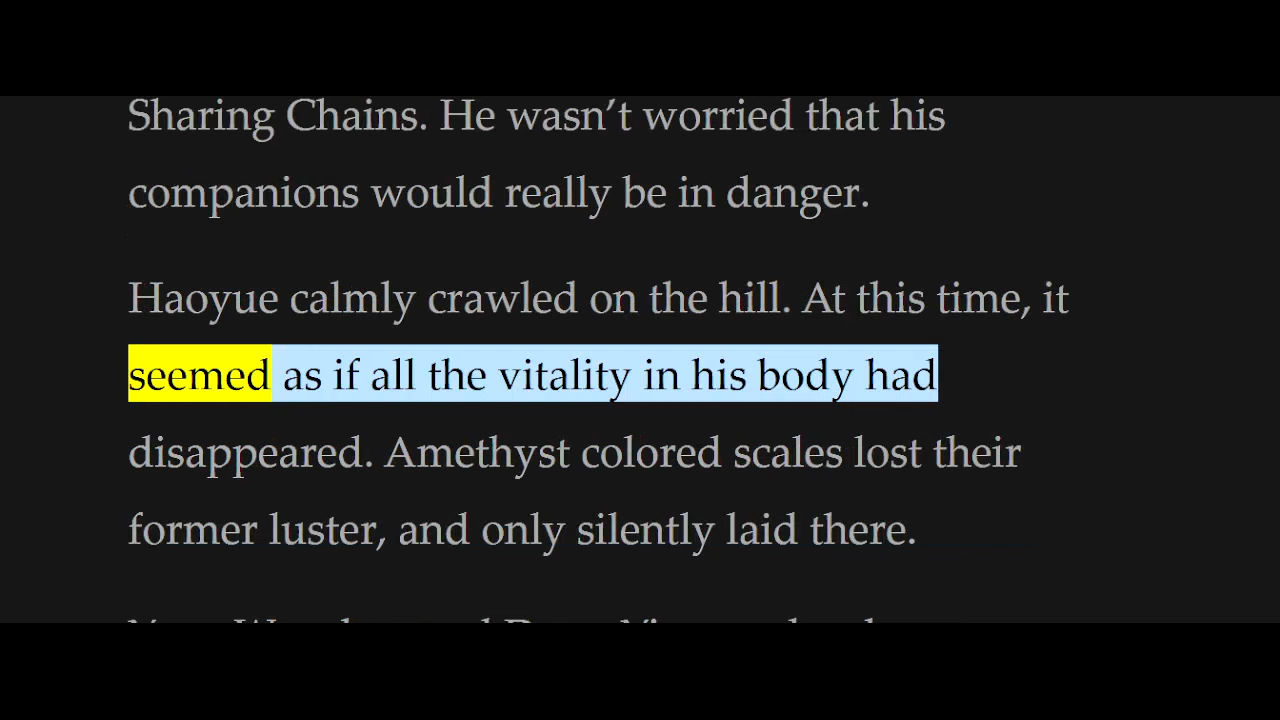 Sharing Chains. He wasn’t worried that his
companions would really be in danger.
Haoyue calmly crawled on the hill. At this time, it
seemed as if all the vitality in his body had
disappeared. Amethyst colored scales lost their
former luster, and only silently laid there.